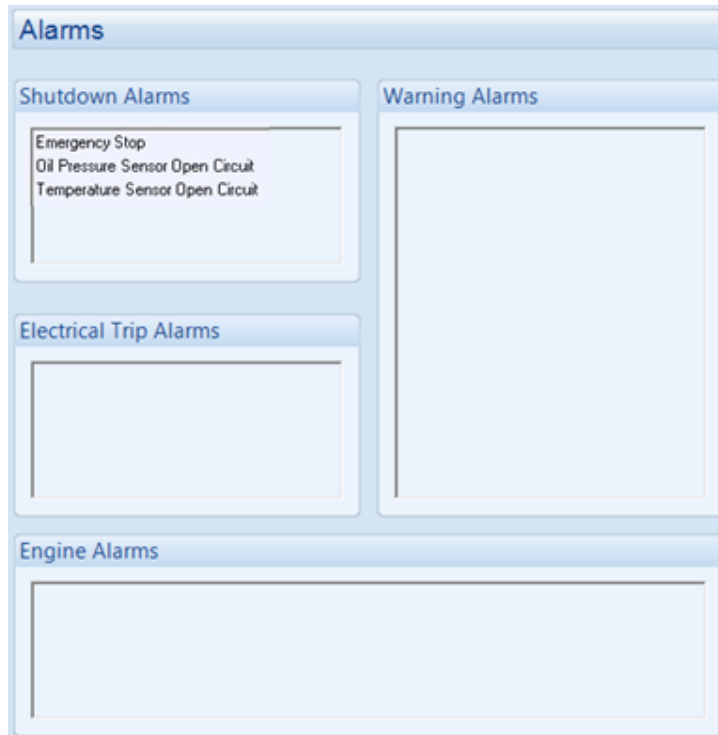 Alarms
Shutdown Alarms
Emergency Stop
Oil Pressure Sensor Open Circuit
Temperature Sensor Open Circuit
Warning Alarms
Electrical Trip Alarms
Engine Alarms